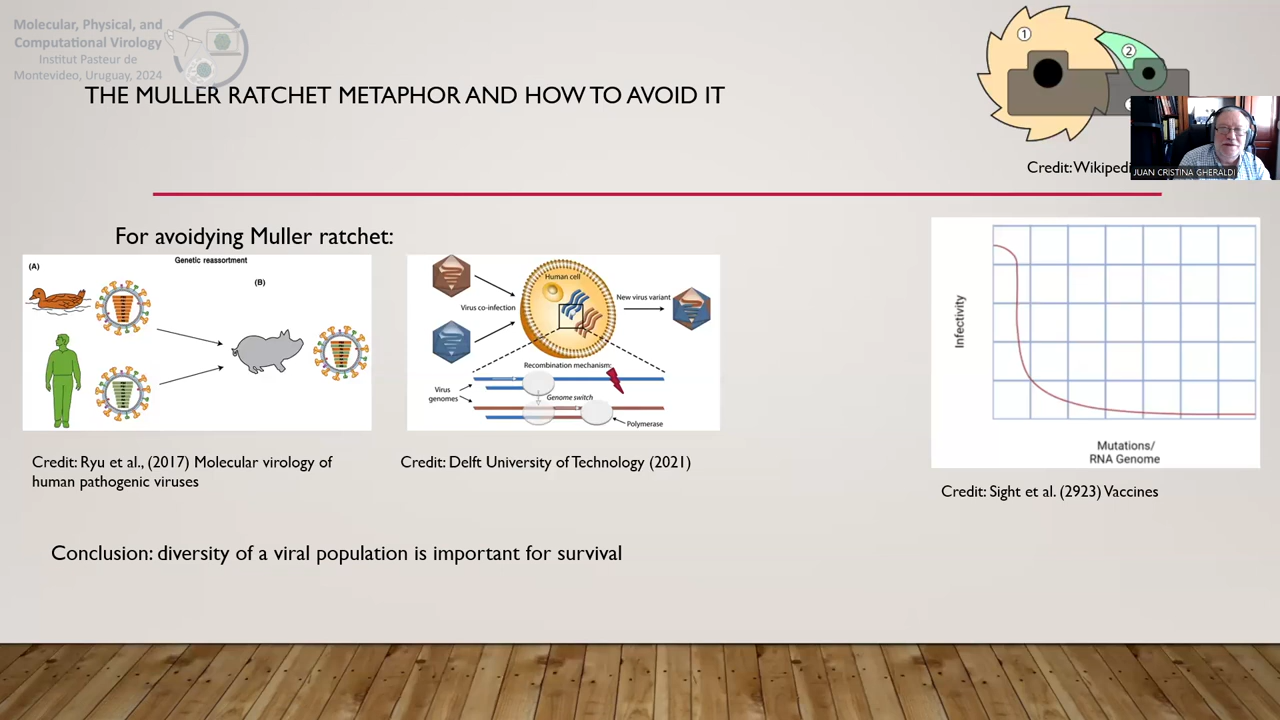 Molecular, Physical, and
Computational Virology
Institut Pasteur de
Montevideo, Uruguay, 2024
THE MULLER RATCHET METAPHOR AND HOW TO AVOID IT
1
2
Credit: Wikipedi
JUAN CRISTINA GHERALDI
For avoidying Muller ratchet:
Genetic reassortment
(A)
(B)
Human cell
Virus co-infection
New virus variant
Recombination mechanism:
Virus
genomes
Genome switch
Polymerase
Infectivity
Mutations/
RNA Genome
Credit: Ryu et al., (2017) Molecular virology of
human pathogenic viruses
Credit: Delft University of Technology (2021)
Credit: Sight et al. (2923) Vaccines
Conclusion: diversity of a viral population is important for survival